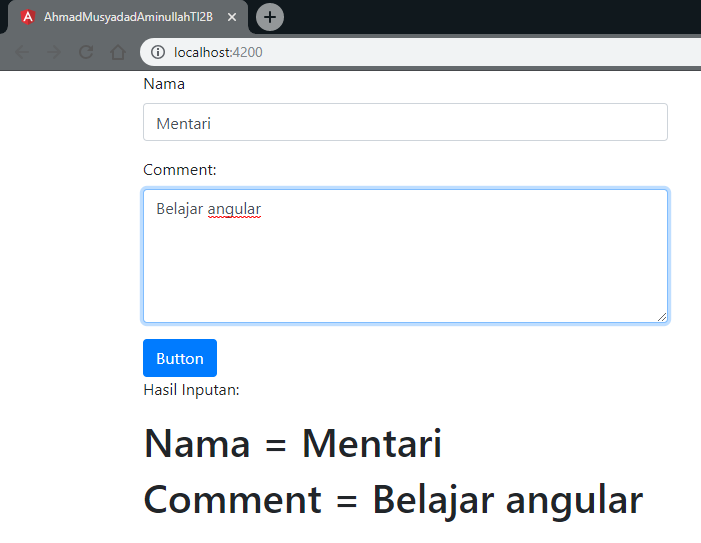 AhmadMusyadadAminullahTI2B
localhost:4200
Nama
Mentari
Comment:
Belajar angular
Button
Hasil Inputan:
Nama = Mentari
Comment = Belajar angular